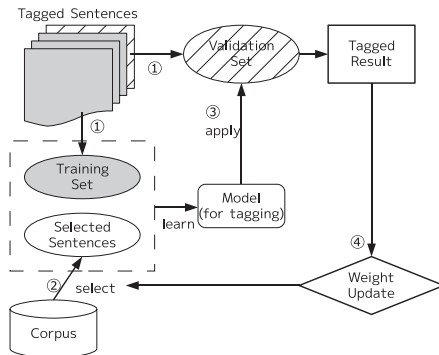 Tagged Sentences
①
Validation
Set
Tagged
Result
①
③
apply
Training
Set
Model
(for tagging)
learn
Selected
Sentences
④
②
select
Weight
Update
Corpus